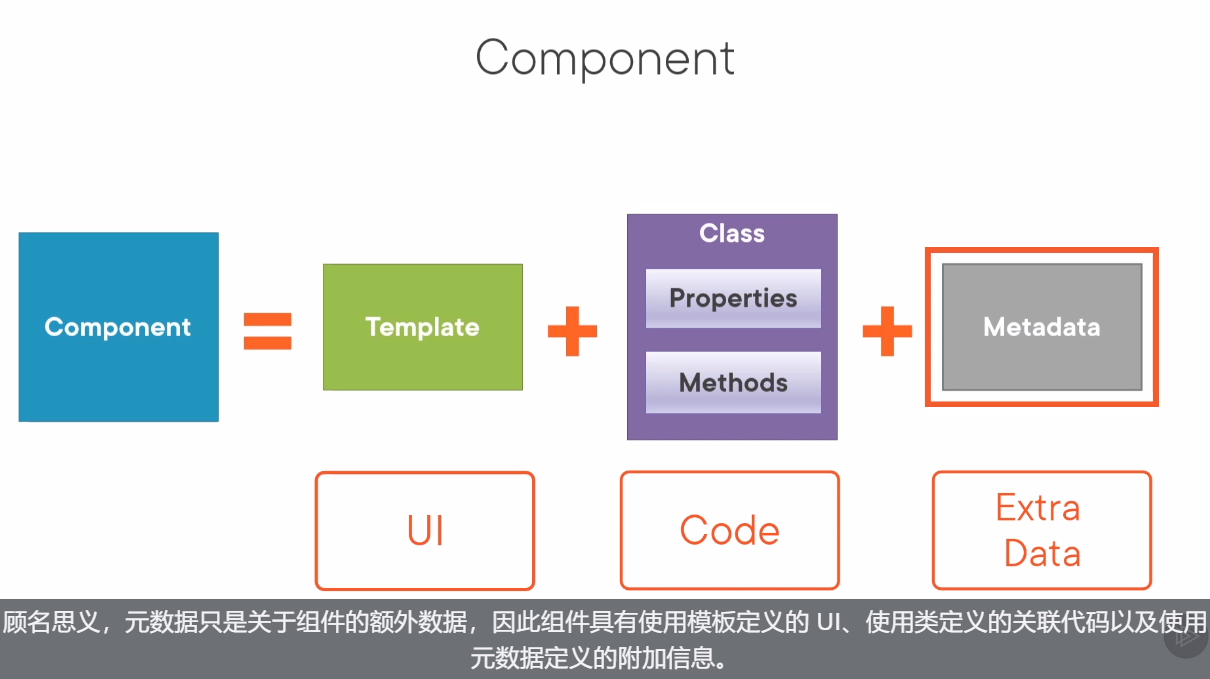 Component
Component
Template
Class
Properties
Methods
Metadata
UI
Code
Extra
Data
顾名思义，元数据只是关于组件的额外数据，因此组件具有使用模板定义的 UI、使用类定义的关联代码以及使用
元数据定义的附加信息。